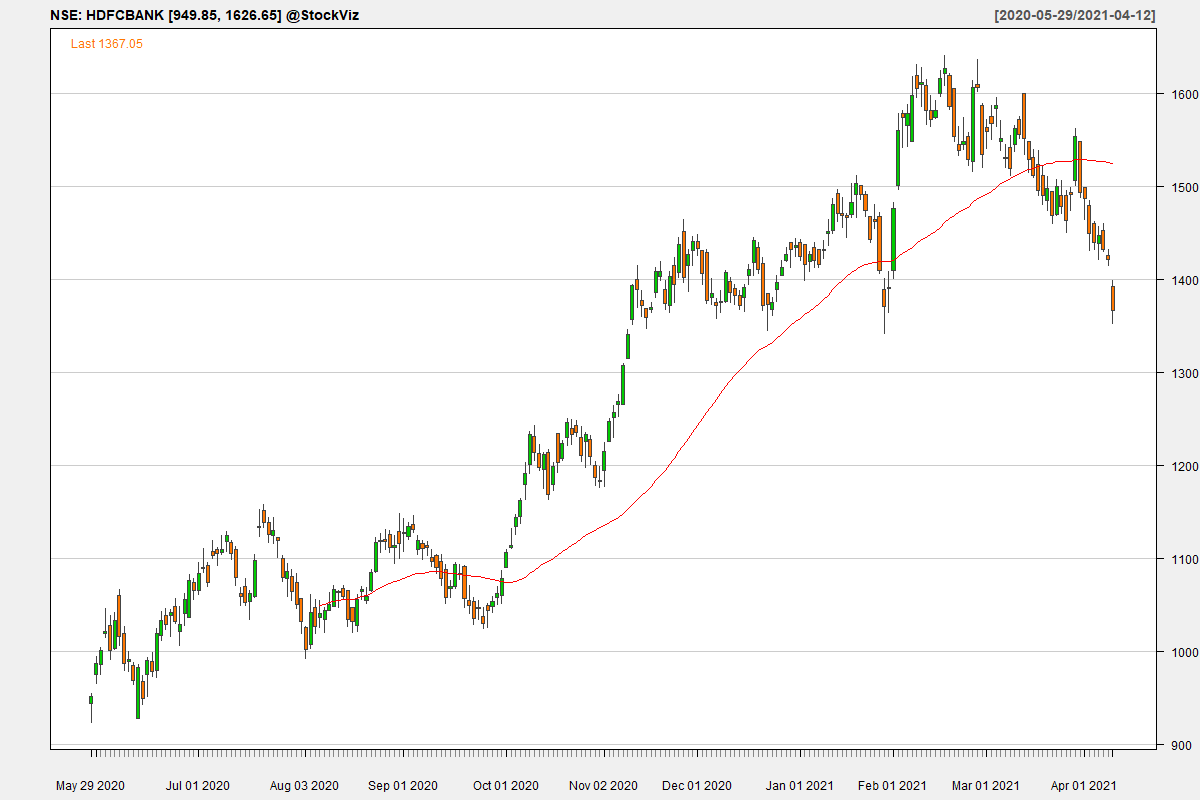 NSE: HDFCBANK [949.85, 1626.65] @StockViz [2020-05-29/2021-04-12]
Last 1367.05
1600
1500
1400
1300
1200
1100
1000
900
May 29 2020 Jul 01 2020 Aug 03 2020 Sep 01 2020 Oct 01 2020 Nov 02 2020 Dec 01 2020 Jan 01 2021 Feb 01 2021 Mar 01 2021 Apr 01 2021